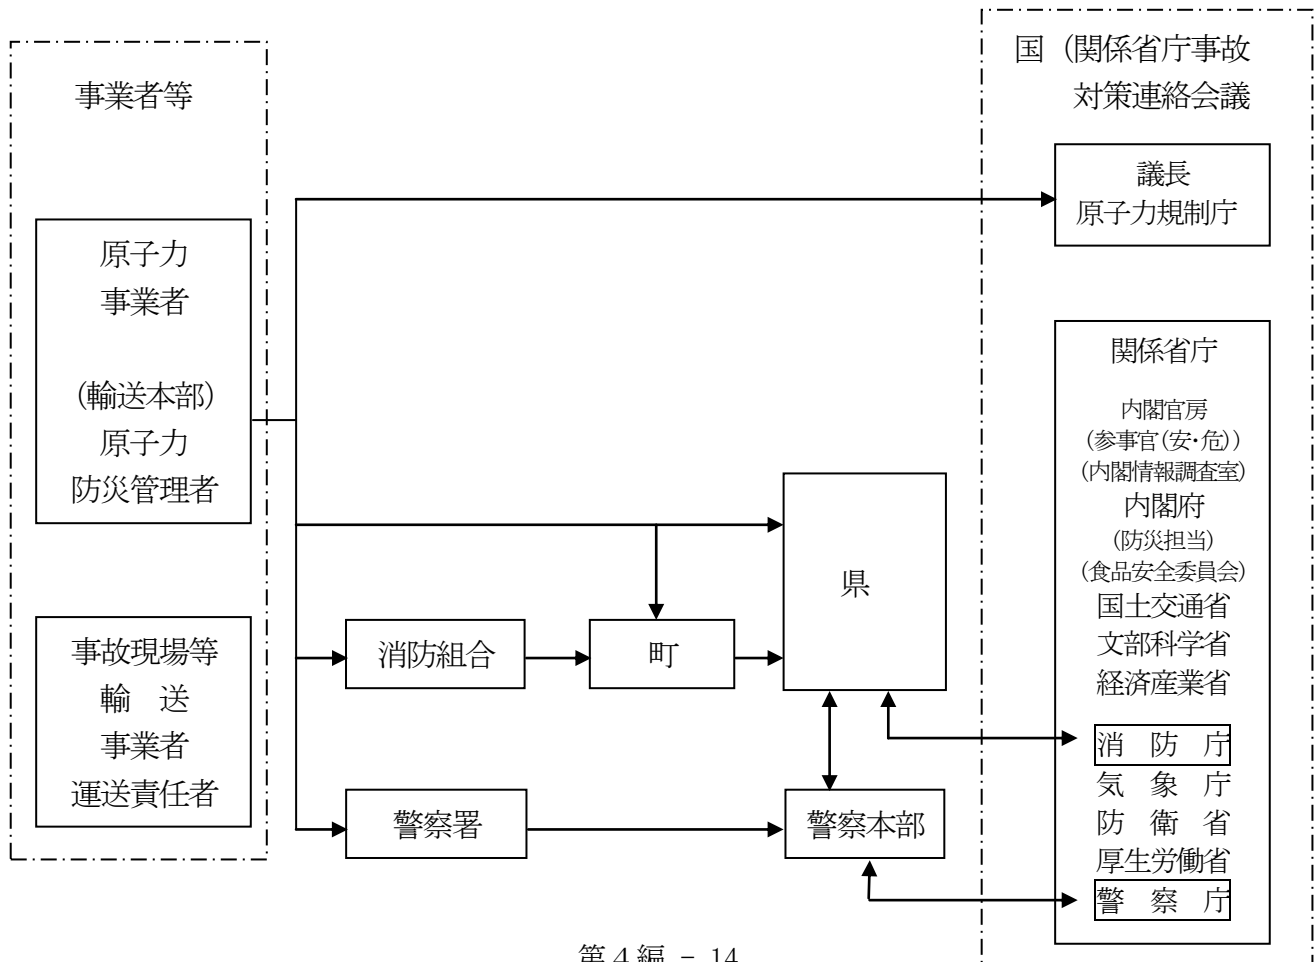 事業者等
原子力
事業者
(輸送本部)
原子力
防災管理者
事故現場等
輸　送
事業者
運送責任者
消防組合
町
県
警察署
警察本部
国（関係省庁事故
対策連絡会議
議長
原子力規制庁
関係省庁
内閣官房
(参事官(安・危))
(内閣情報調査室)
内閣府
(防災担当)
(食品安全委員会)
国土交通省
文部科学省
経済産業省
消　防　庁
気　象　庁
防　衛　省
厚生労働省
警　察　庁
第４編 － 14